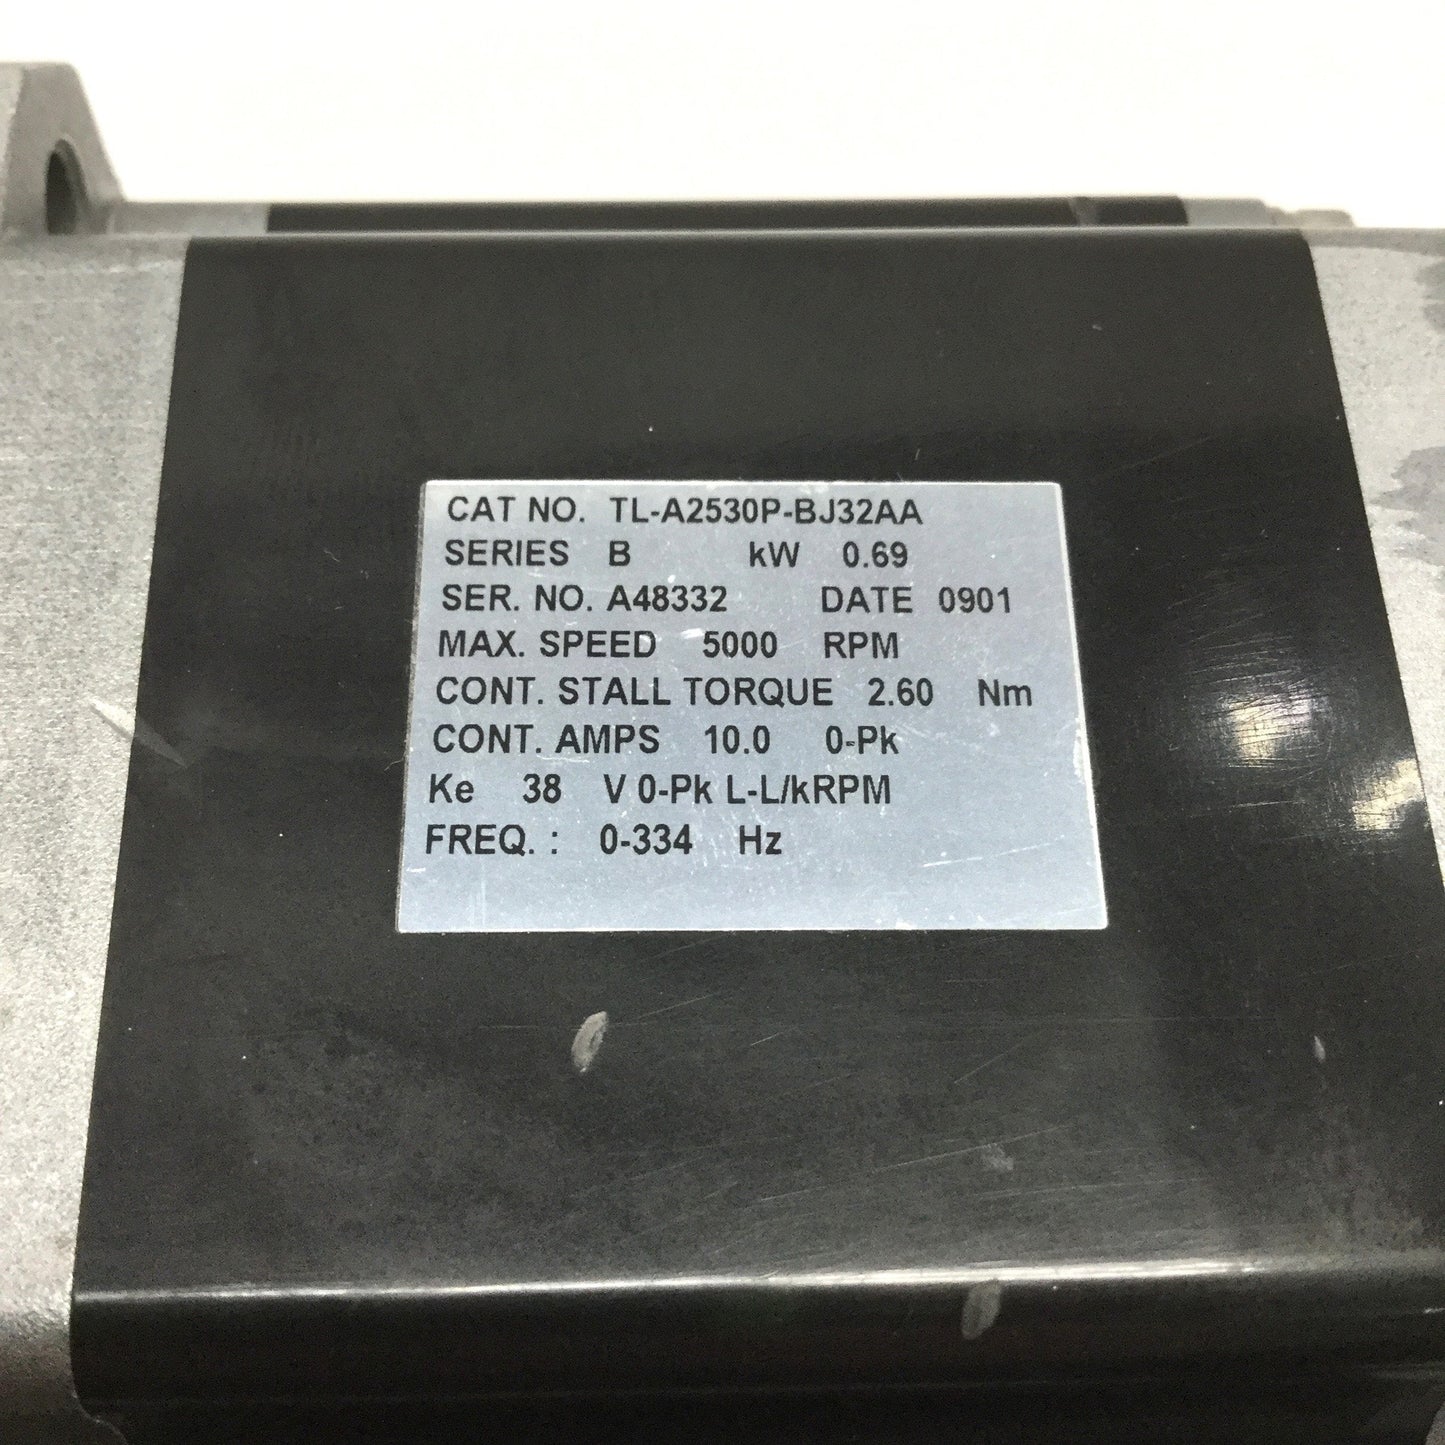 CAT NO. TL-A2530P-BJ32AA
SERIES B kW 0.69
SER. NO. A48332 DATE 0901
MAX. SPEED 5000 RPM
CONT. STALL TORQUE 2.60 Nm
CONT. AMPS 10.0 0-Pk
Ke 38 V 0-Pk L-L/kRPM
FREQ. : 0-334 Hz